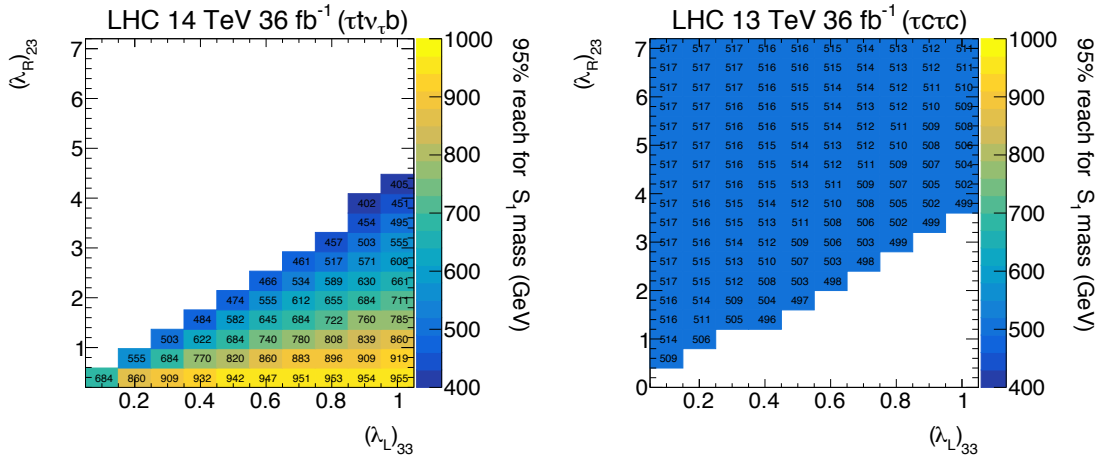 LHC 14 TeV 36 fb⁻¹ (τtν_τb)
(λ_R)₂₃
7
6
5
4
3
2
1
405
402 451
454 495
457 503 555
461 517 571 608
466 534 589 630 661
474 555 612 655 684 711
484 582 645 684 722 760 785
503 622 684 740 780 808 839 860
555 684 770 820 860 883 896 909 919
684 860 909 932 942 947 951 953 954 955
0.2 0.4 0.6 0.8 1
(λ_L)₃₃
1000
900
800
700
600
500
400
95% reach for S₁ mass (GeV)
LHC 13 TeV 36 fb⁻¹ (τcτc)
(λ_R)₂₃
7
6
5
4
3
2
1
0
517 517 516 516 515 515 514 513 512 511
517 517 516 516 515 514 514 513 512 511
517 517 516 516 515 514 514 512 511 510
517 517 516 515 515 514 513 512 510 509
517 517 516 515 515 514 512 511 509 508
517 517 516 515 514 513 512 510 508 506
517 517 516 515 514 512 511 509 507 504
517 516 515 515 513 511 509 507 505 502
517 516 515 514 512 510 508 505 502 499
517 516 515 513 511 508 506 502 499
517 516 514 512 509 506 503 499
517 515 513 510 507 503 498
517 515 512 508 503 498
516 514 509 504 497
516 511 505 496
514 506
509
0.2 0.4 0.6 0.8 1
(λ_L)₃₃
1000
900
800
700
600
500
400
95% reach for S₁ mass (GeV)